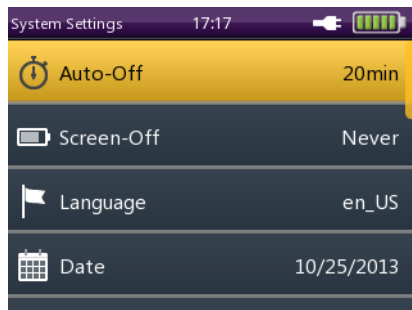 System Settings 17:17
Auto-Off 20min
Screen-Off Never
Language en_US
Date 10/25/2013